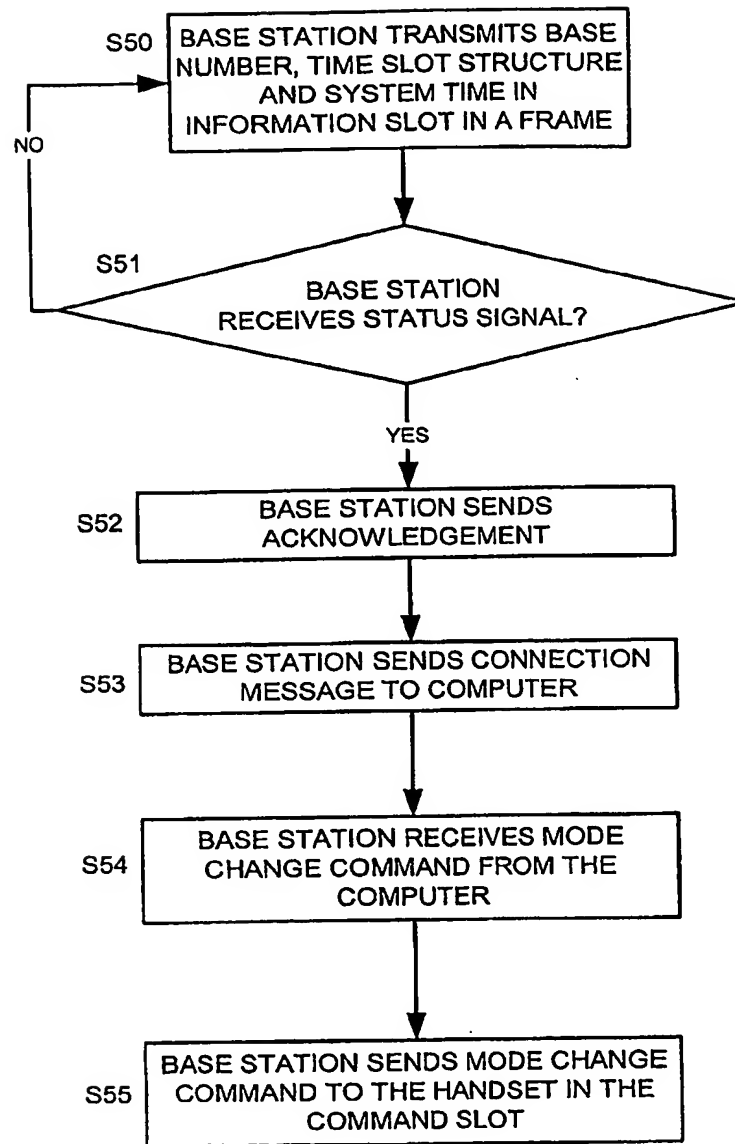 S50
BASE STATION TRANSMITS BASE
NUMBER, TIME SLOT STRUCTURE
AND SYSTEM TIME IN
INFORMATION SLOT IN A FRAME
NO
S51
BASE STATION
RECEIVES STATUS SIGNAL?
YES
S52
BASE STATION SENDS
ACKNOWLEDGEMENT
S53
BASE STATION SENDS CONNECTION
MESSAGE TO COMPUTER
S54
BASE STATION RECEIVES MODE
CHANGE COMMAND FROM THE
COMPUTER
S55
BASE STATION SENDS MODE CHANGE
COMMAND TO THE HANDSET IN THE
COMMAND SLOT